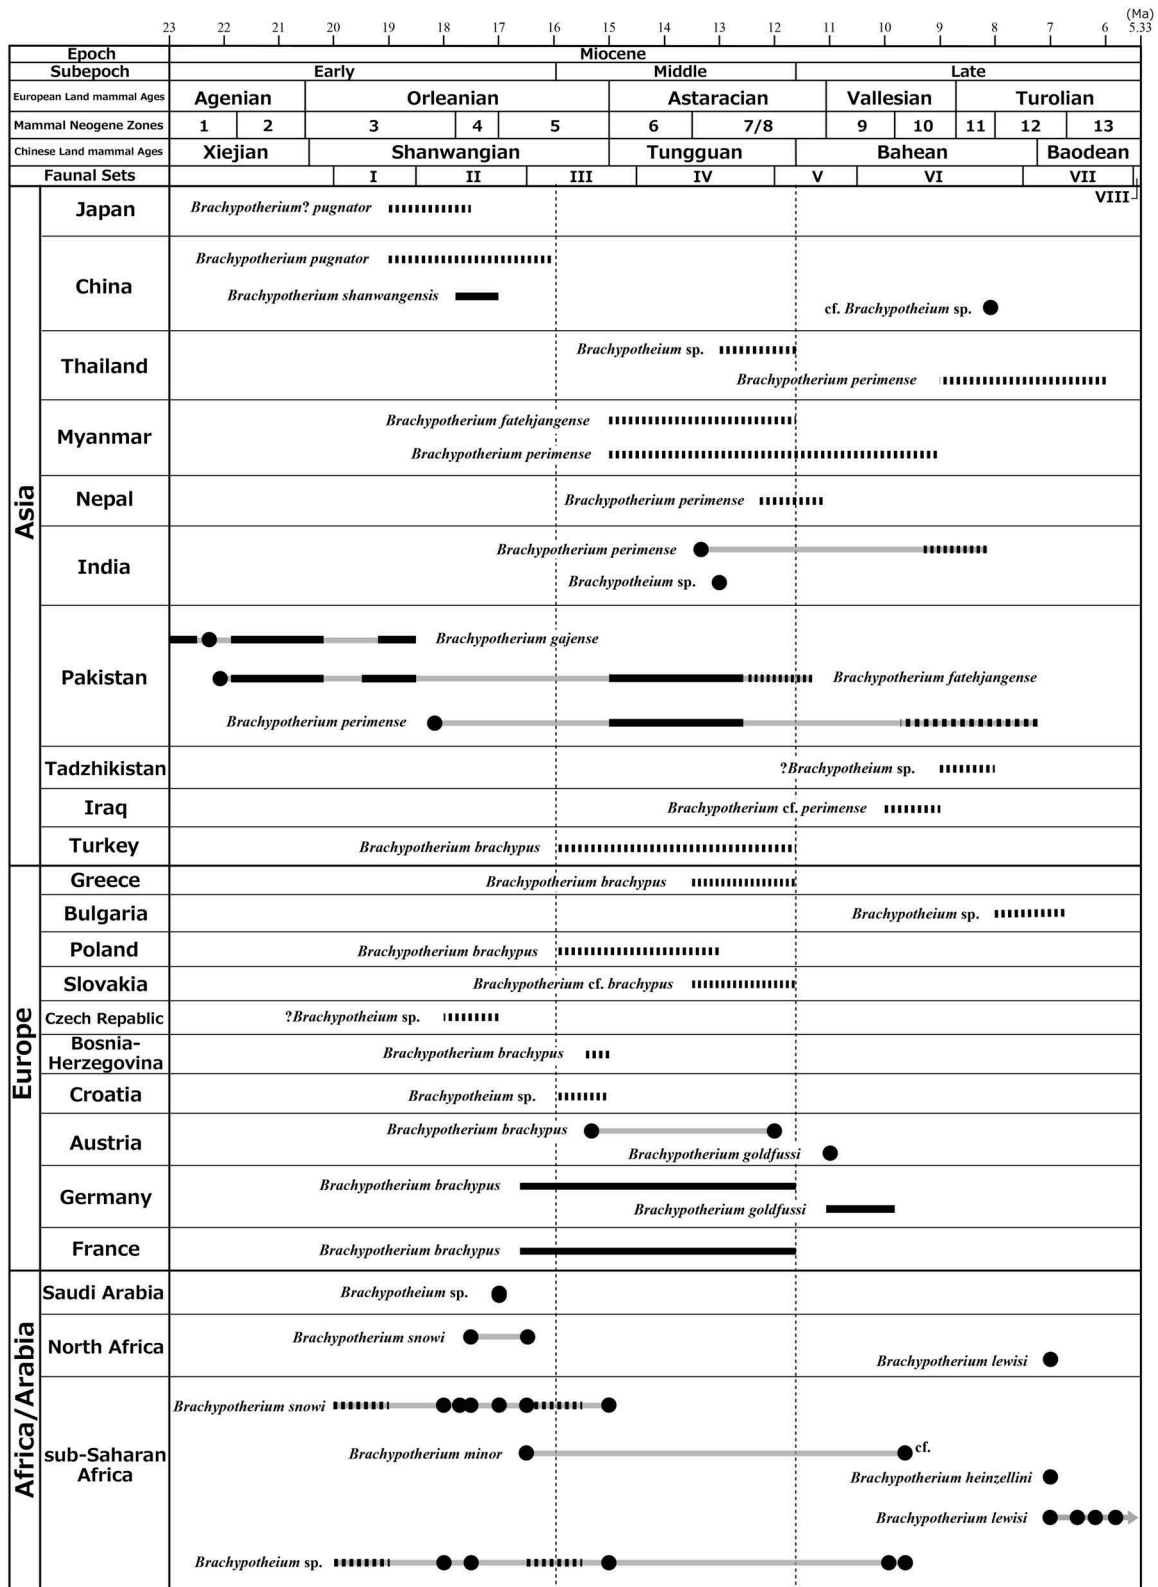 (Ma)
23 22 21 20 19 18 17 16 15 14 13 12 11 10 9 8 7 6 5.33
Epoch Miocene
Subepoch Early Middle Late
European Land mammal Ages Agenian Orleanian Astaracian Vallesian Turolian
Mammal Neogene Zones 1 2 3 4 5 6 7/8 9 10 11 12 13
Chinese Land mammal Ages Xiejian Shanwangian Tungguan Bahean Baodean
Faunal Sets I II III IV V VI VII
VIII
Asia
Japan Brachypotherium? pugnator
China
Brachypotherium pugnator
Brachypotherium shanwangensis
cf. Brachypotheium sp.
Thailand
Brachypotheium sp.
Brachypotherium perimense
Myanmar
Brachypotherium fatehjangense
Brachypotherium perimense
Nepal Brachypotherium perimense
India
Brachypotherium perimense
Brachypotheium sp.
Pakistan
Brachypotherium gajense
Brachypotherium fatehjangense
Brachypotherium perimense
Tadzhikistan ?Brachypotheium sp.
Iraq Brachypotherium cf. perimense
Turkey Brachypotherium brachypus
Europe
Greece Brachypotherium brachypus
Bulgaria Brachypotheium sp.
Poland Brachypotherium brachypus
Slovakia Brachypotherium cf. brachypus
Czech Repablic ?Brachypotheium sp.
Bosnia-
Herzegovina
Brachypotherium brachypus
Croatia Brachypotheium sp.
Austria
Brachypotherium brachypus
Brachypotherium goldfussi
Germany
Brachypotherium brachypus
Brachypotherium goldfussi
France Brachypotherium brachypus
Africa/Arabia
Saudi Arabia Brachypotheium sp.
North Africa
Brachypotherium snowi
Brachypotherium lewisi
sub-Saharan
Africa
Brachypotherium snowi
Brachypotherium minor cf.
Brachypotherium heinzellini
Brachypotherium lewisi
Brachypotheium sp.